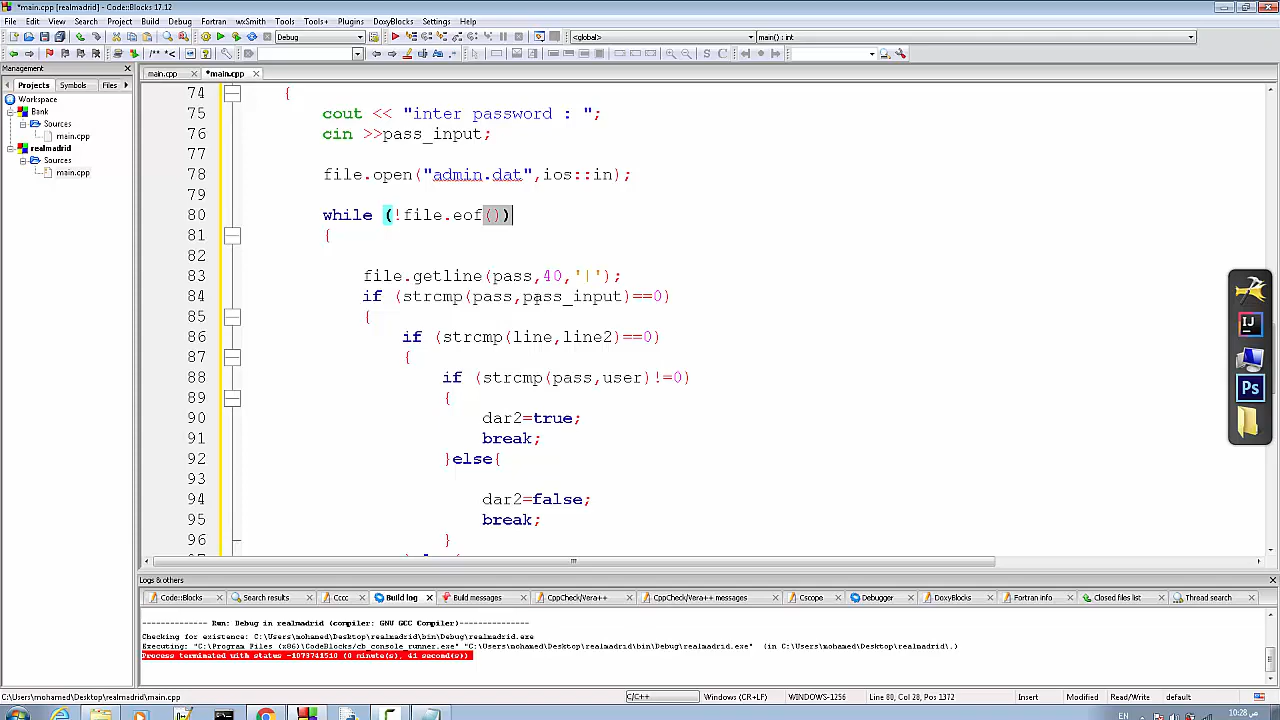 *main.cpp [realmadrid] - Code::Blocks 17.12
File Edit View Search Project Build Debug Fortran wxSmith Tools Tools+ Plugins DoxyBlocks Settings Help
Debug <global> main() : int
/** *< Aa .* S C
Management main.cpp *main.cpp
Projects Symbols Files
Workspace
Bank
Sources
main.cpp
realmadrid
Sources
main.cpp
74 {
75 cout << "inter password : ";
76 cin >>pass_input;
77
78 file.open("admin.dat",ios::in);
79
80 while (!file.eof())
81 {
82
83 file.getline(pass,40,'|');
84 if (strcmp(pass,pass_input)==0)
85 {
86 if (strcmp(line,line2)==0)
87 {
88 if (strcmp(pass,user)!=0)
89 {
90 dar2=true;
91 break;
92 }else{
93
94 dar2=false;
95 break;
96 }
IJ
Ps
Logs & others
Code::Blocks Search results Cccc Build log Build messages CppCheck/Vera++ CppCheck/Vera++ messages Cscope Debugger DoxyBlocks Fortran info Closed files list Thread search
-------------- Run: Debug in realmadrid (compiler: GNU GCC Compiler)---------------
Checking for existence: C:\Users\mohamed\Desktop\realmadrid\bin\Debug\realmadrid.exe
Executing: "C:\Program Files (x86)\CodeBlocks/cb_console_runner.exe" "C:\Users\mohamed\Desktop\realmadrid\bin\Debug\realmadrid.exe" (in C:\Users\mohamed\Desktop\realmadrid\.)
Process terminated with status -1073741510 (0 minute(s), 41 second(s))
C:\Users\mohamed\Desktop\realmadrid\main.cpp C/C++ Windows (CR+LF) WINDOWS-1256 Line 80, Col 28, Pos 1372 Insert Modified Read/Write default
EN 10:28 ص